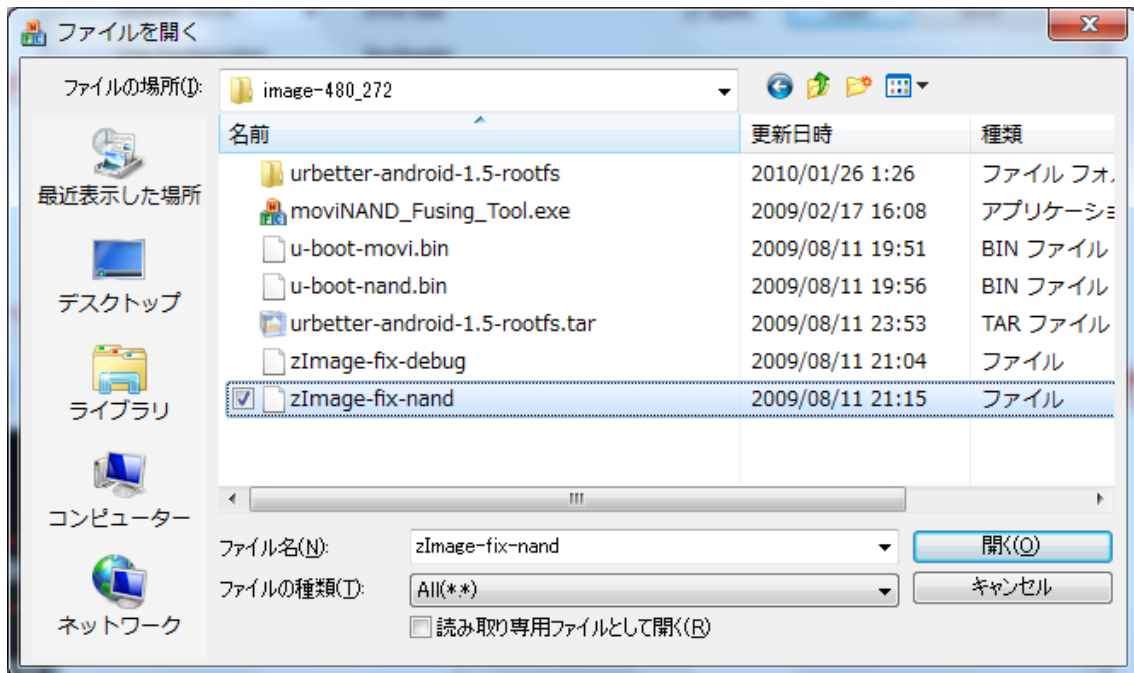 ファイルを開く
ファイルの場所(I):
image-480_272
名前
更新日時
種類
urbetter-android-1.5-rootfs
2010/01/26 1:26
ファイル フォ
moviNAND_Fusing_Tool.exe
2009/02/17 16:08
アプリケーショ
u-boot-movi.bin
2009/08/11 19:51
BIN ファイル
u-boot-nand.bin
2009/08/11 19:56
BIN ファイル
urbetter-android-1.5-rootfs.tar
2009/08/11 23:53
TAR ファイル
zImage-fix-debug
2009/08/11 21:04
ファイル
zImage-fix-nand
2009/08/11 21:15
ファイル
最近表示した場所
デスクトップ
ライブラリ
コンピューター
ネットワーク
ファイル名(N):
zImage-fix-nand
開く(O)
ファイルの種類(T):
All(*.*)
キャンセル
読み取り専用ファイルとして開く(R)